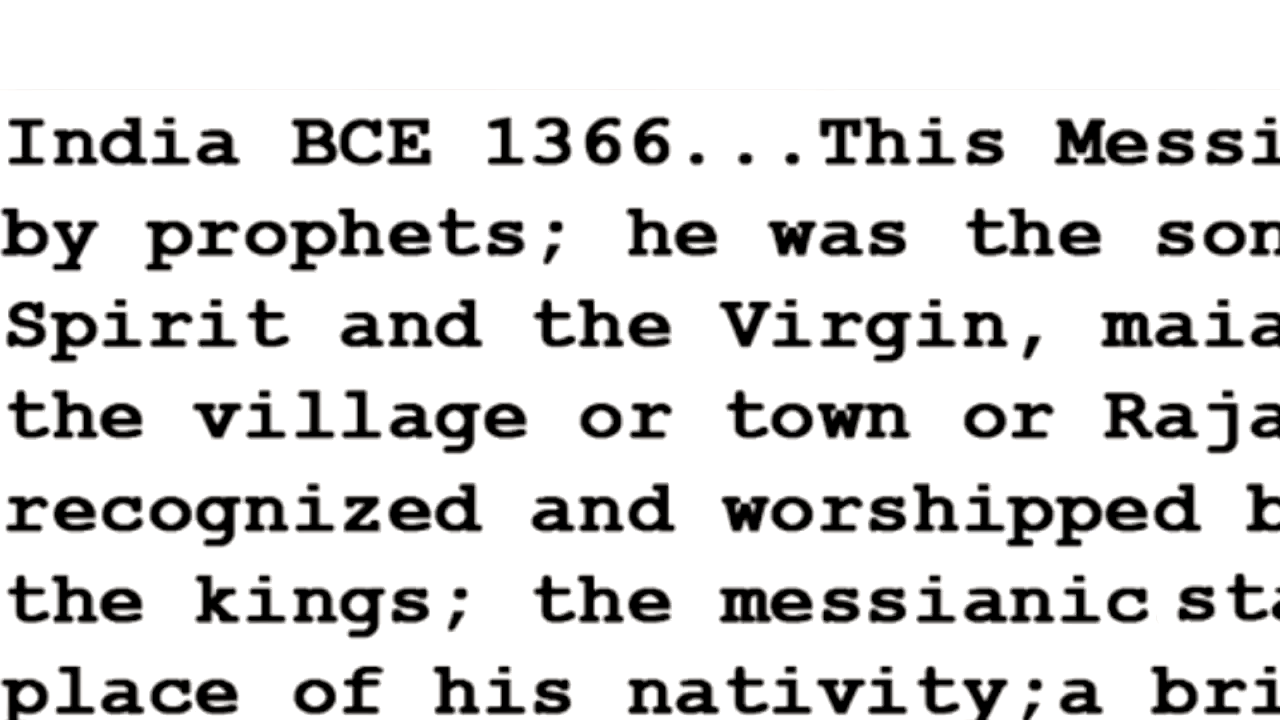 India BCE 1366...This Messi
by prophets; he was the son
Spirit and the Virgin, maia
the village or town or Raja
recognized and worshipped b
the kings; the messianic sta
place of his nativity;a bri